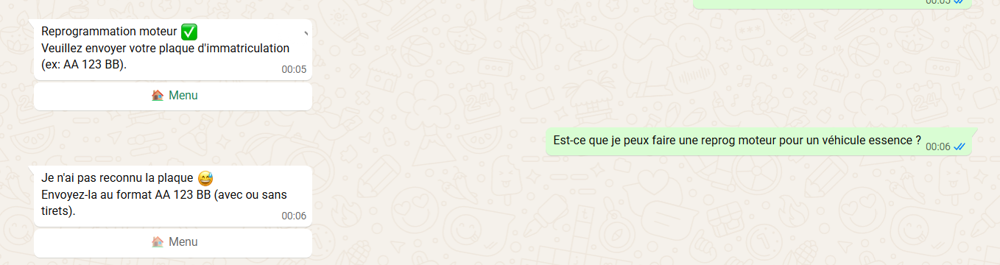 00:05
Reprogrammation moteur ✅
Veuillez envoyer votre plaque d'immatriculation
(ex: AA 123 BB).
00:05
🏠 Menu
Est-ce que je peux faire une reprog moteur pour un véhicule essence ?
00:06
Je n'ai pas reconnu la plaque 😅
Envoyez-la au format AA 123 BB (avec ou sans
tirets).
00:06
🏠 Menu